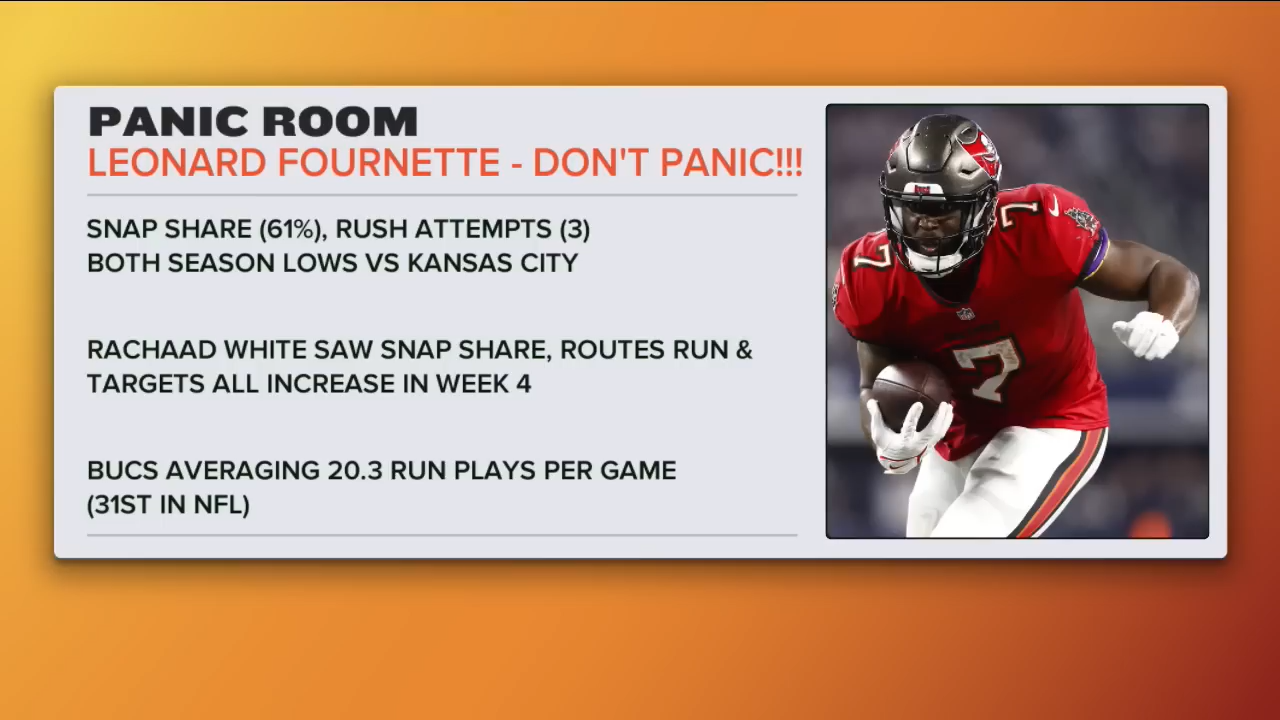 PANIC ROOM
LEONARD FOURNETTE - DON'T PANIC!!!
SNAP SHARE (61%), RUSH ATTEMPTS (3)
BOTH SEASON LOWS VS KANSAS CITY
RACHAAD WHITE SAW SNAP SHARE, ROUTES RUN &
TARGETS ALL INCREASE IN WEEK 4
BUCS AVERAGING 20.3 RUN PLAYS PER GAME
(31ST IN NFL)
7
7
7